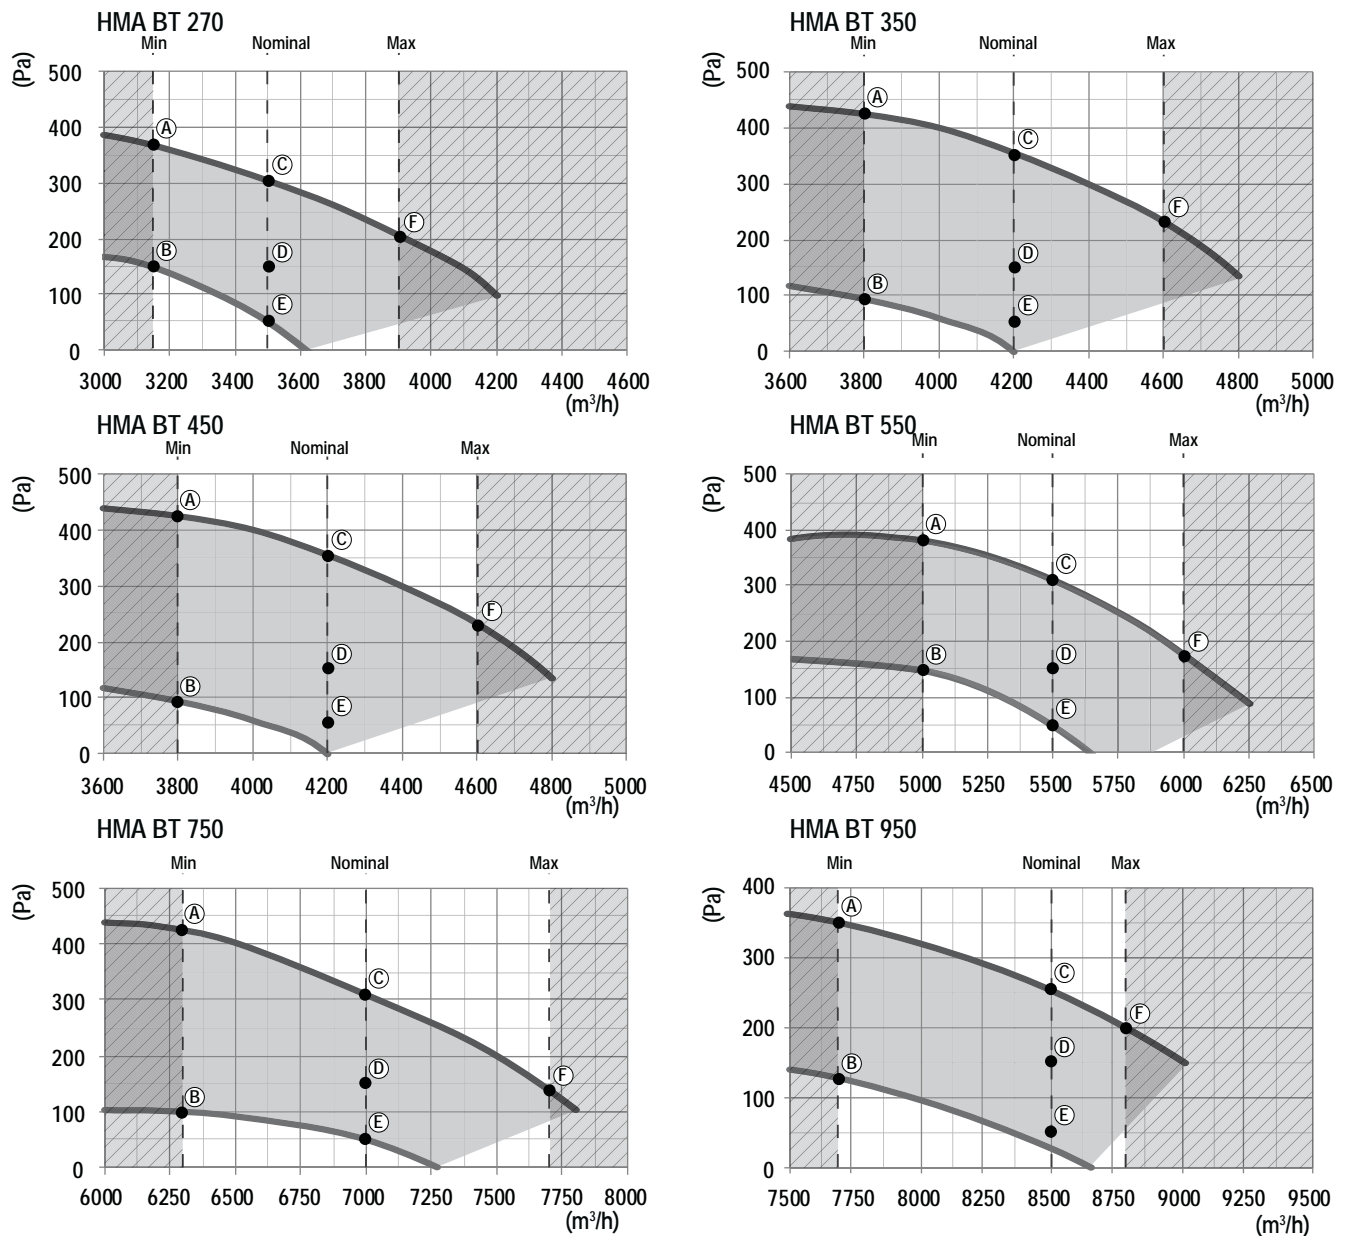 HMA BT 270
Min Nominal Max
(Pa)
500
400
300
200
100
0
A
B
C
D
E
F
3000 3200 3400 3600 3800 4000 4200 4400 4600
(m³/h)
HMA BT 350
Min Nominal Max
(Pa)
500
400
300
200
100
0
A
B
C
D
E
F
3600 3800 4000 4200 4400 4600 4800 5000
(m³/h)
HMA BT 450
Min Nominal Max
(Pa)
500
400
300
200
100
0
A
B
C
D
E
F
3600 3800 4000 4200 4400 4600 4800 5000
(m³/h)
HMA BT 550
Min Nominal Max
(Pa)
500
400
300
200
100
0
A
B
C
D
E
F
4500 4750 5000 5250 5500 5750 6000 6250 6500
(m³/h)
HMA BT 750
Min Nominal Max
(Pa)
500
400
300
200
100
0
A
B
C
D
E
F
6000 6250 6500 6750 7000 7250 7500 7750 8000
(m³/h)
HMA BT 950
Min Nominal Max
(Pa)
400
300
200
100
0
A
B
C
D
E
F
7500 7750 8000 8250 8500 8750 9000 9250 9500
(m³/h)